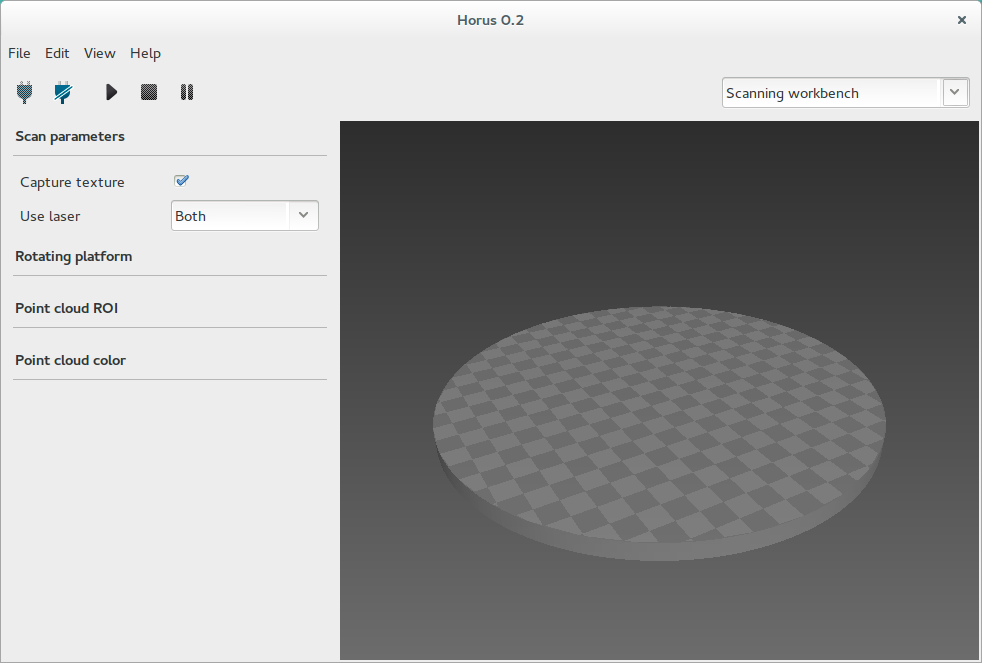 Horus 0.2
File Edit View Help
Scanning workbench
Scan parameters
Capture texture
Use laser Both
Rotating platform
Point cloud ROI
Point cloud color